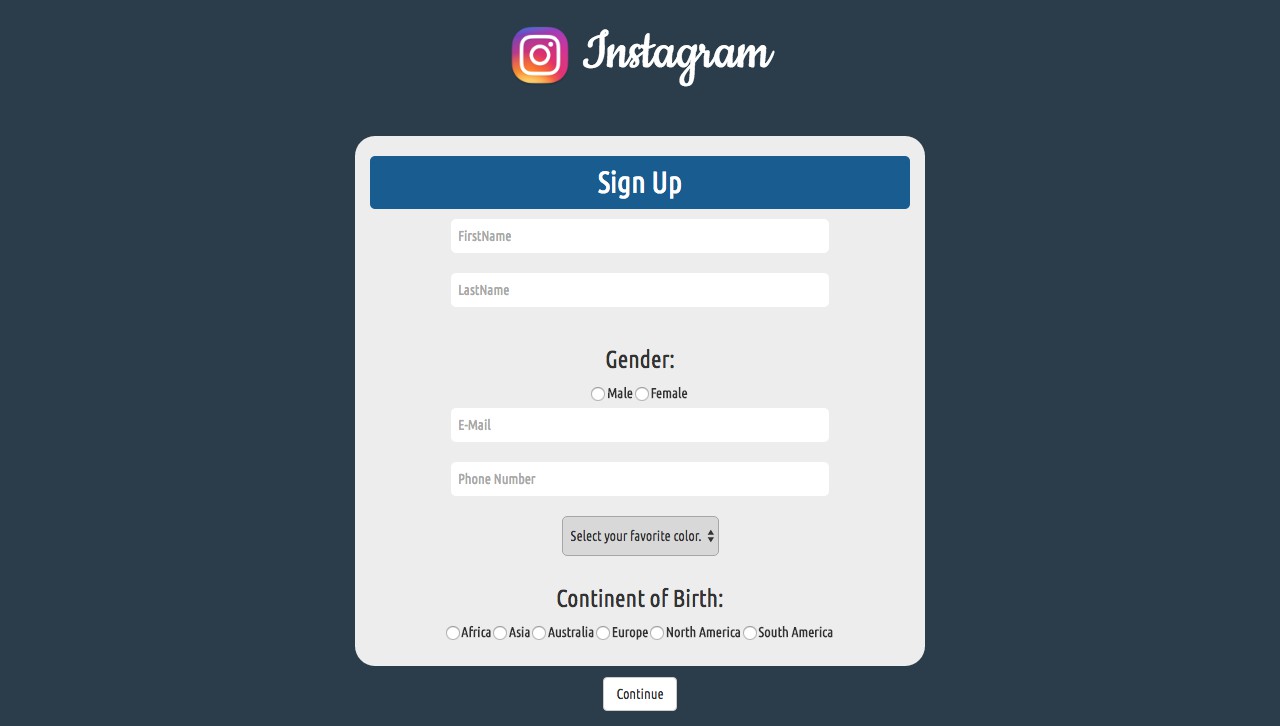 Instagram
Sign Up
FirstName
LastName
Gender:
Male Female
E-Mail
Phone Number
Select your favorite color.
Continent of Birth:
Africa Asia Australia Europe North America South America
Continue